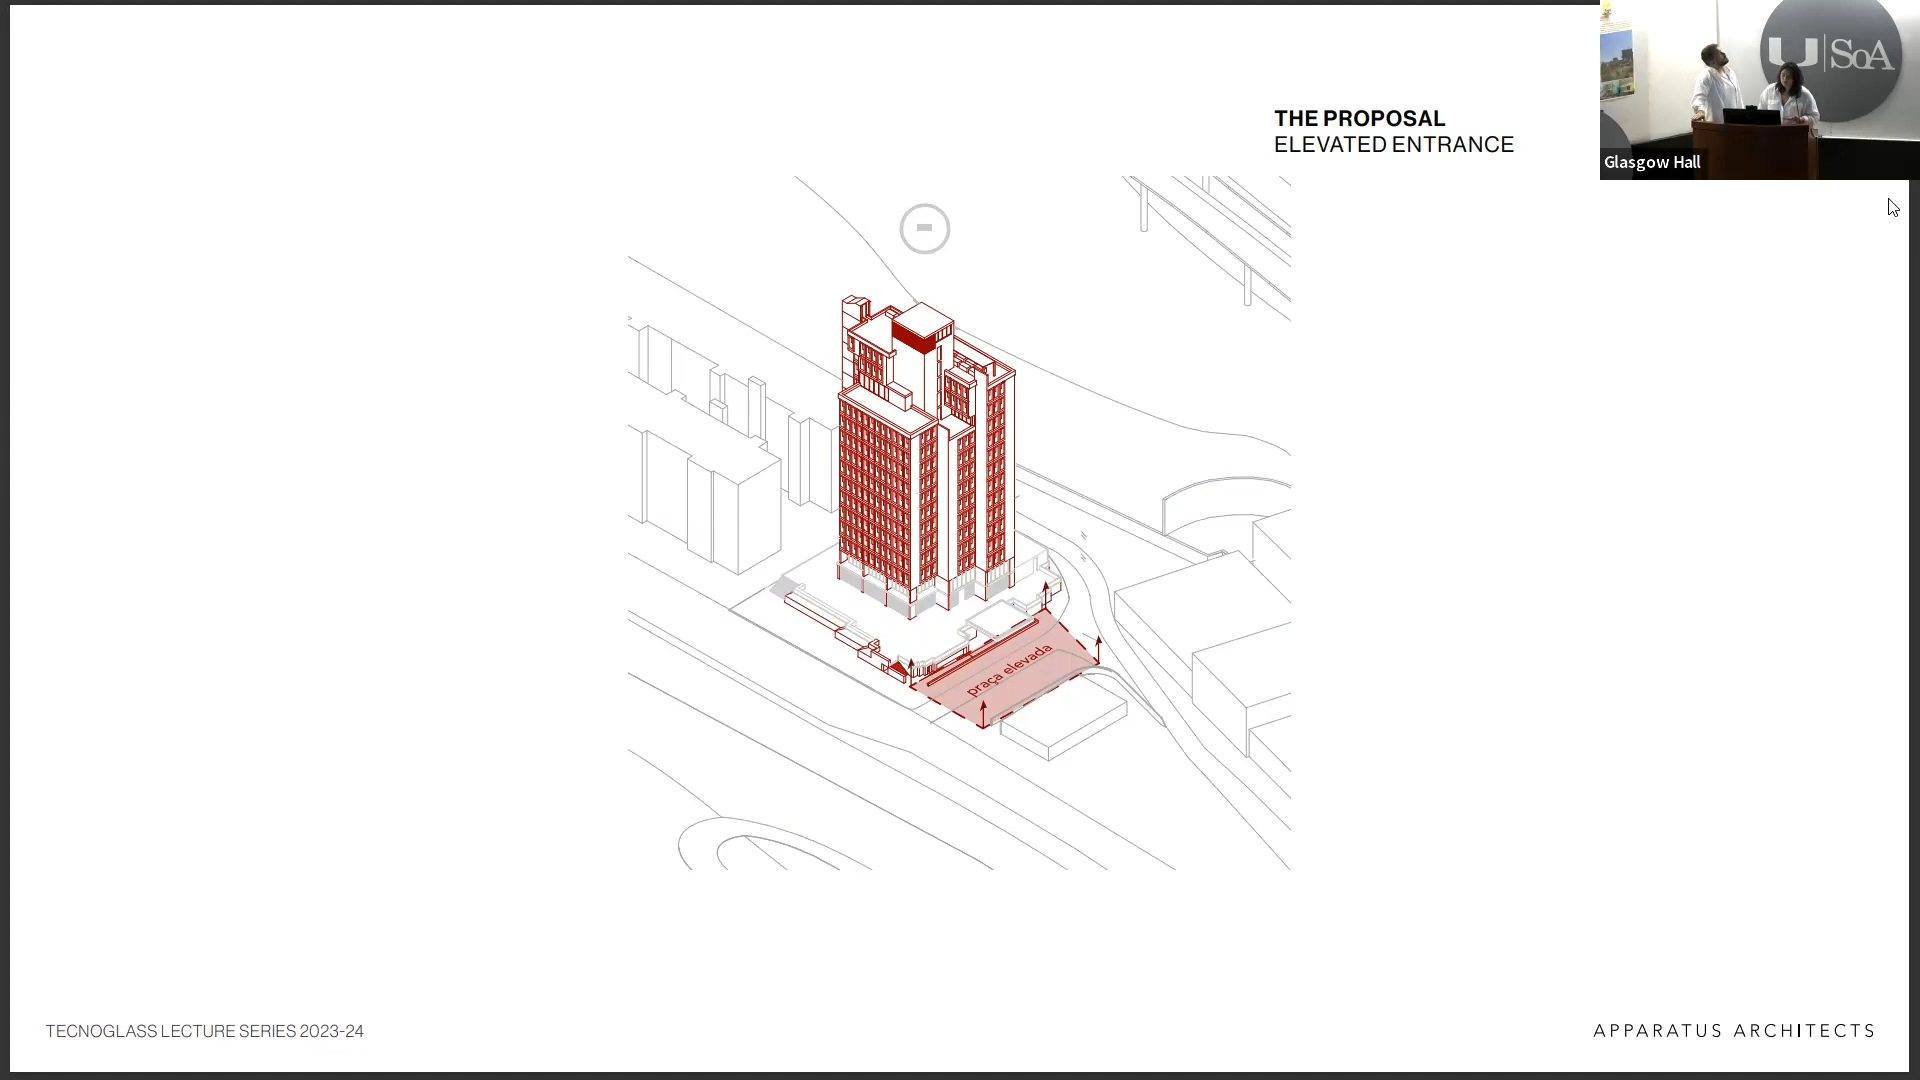 U SoA
THE PROPOSAL
ELEVATED ENTRANCE
Glasgow Hall
praça elevada
TECNOGLASS LECTURE SERIES 2023-24
APPARATUS ARCHITECTS